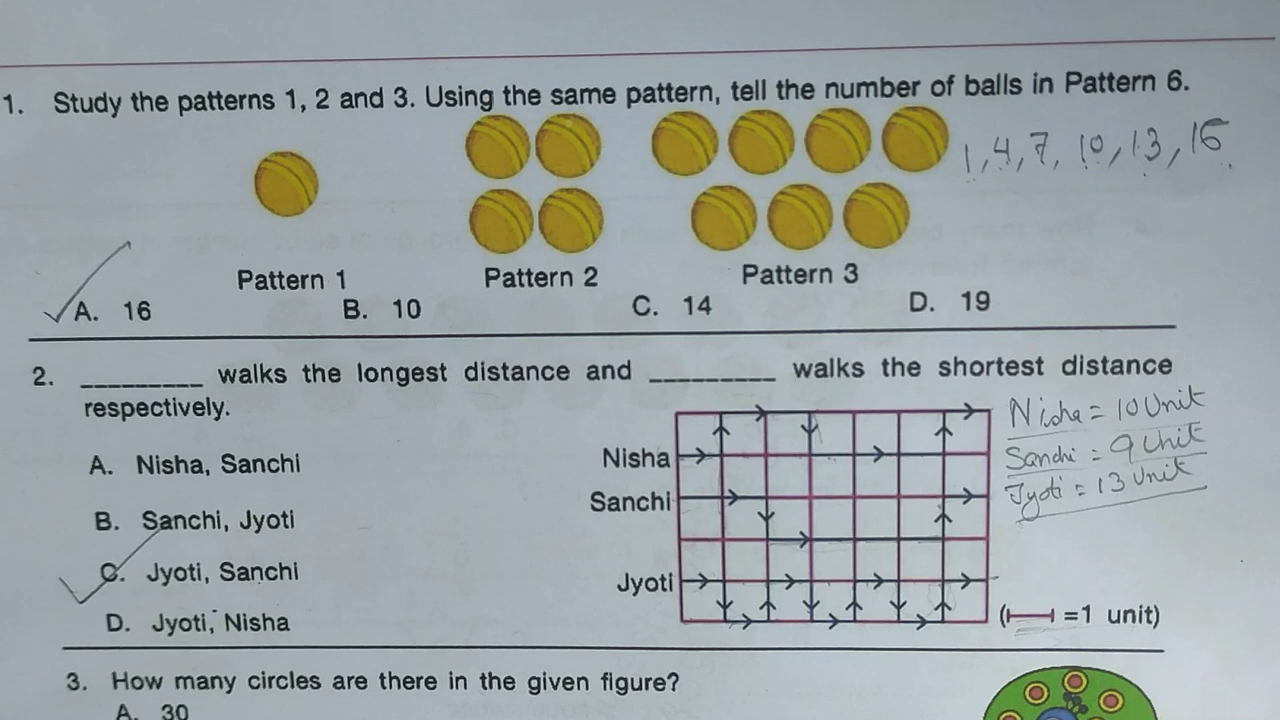 1. Study the patterns 1, 2 and 3. Using the same pattern, tell the number of balls in Pattern 6.
1, 4, 7, 10, 13, 16
Pattern 1 Pattern 2 Pattern 3
A. 16 B. 10 C. 14 D. 19
2. _________ walks the longest distance and _________ walks the shortest distance
respectively.
A. Nisha, Sanchi
B. Sanchi, Jyoti
C. Jyoti, Sanchi
D. Jyoti, Nisha
Nisha
Sanchi
Jyoti
(=1 unit)
Nisha = 10 Unit
Sanchi = 9 Unit
Jyoti = 13 Unit
3. How many circles are there in the given figure?
A. 30